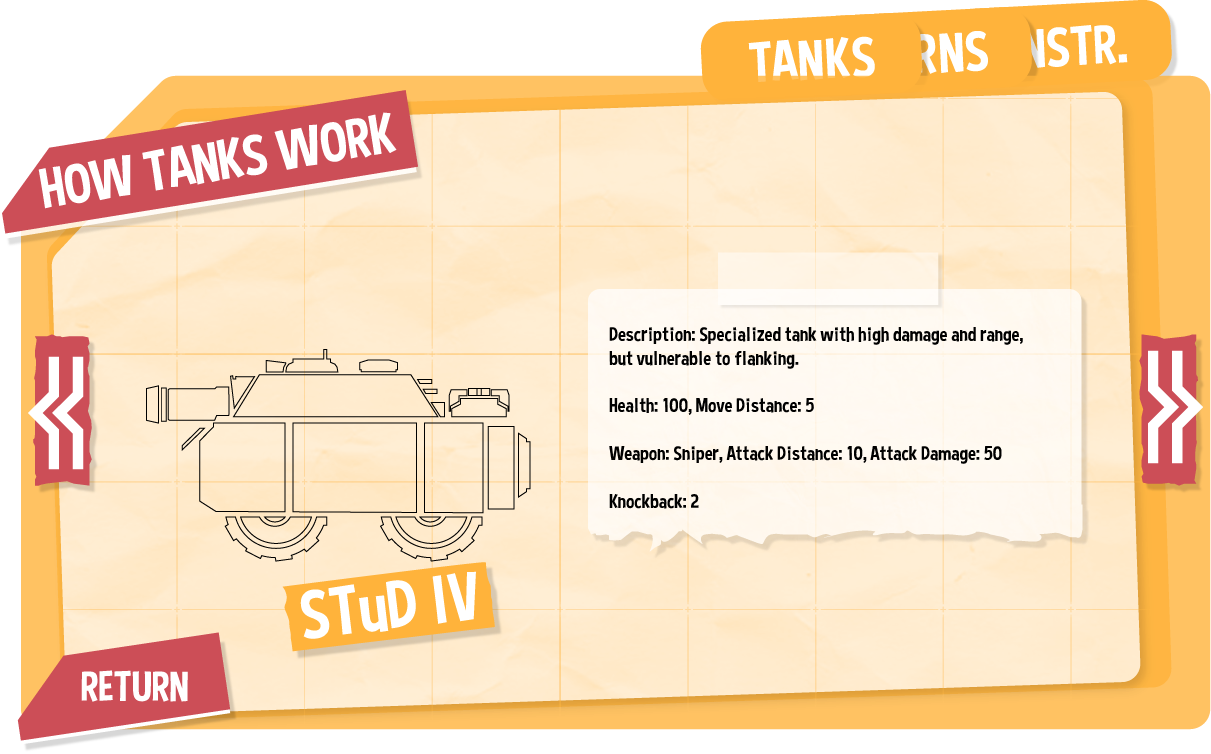 TANKS RNS NSTR.
HOW TANKS WORK
Description: Specialized tank with high damage and range,
but vulnerable to flanking.
Health: 100, Move Distance: 5
Weapon: Sniper, Attack Distance: 10, Attack Damage: 50
Knockback: 2
STuD IV
RETURN